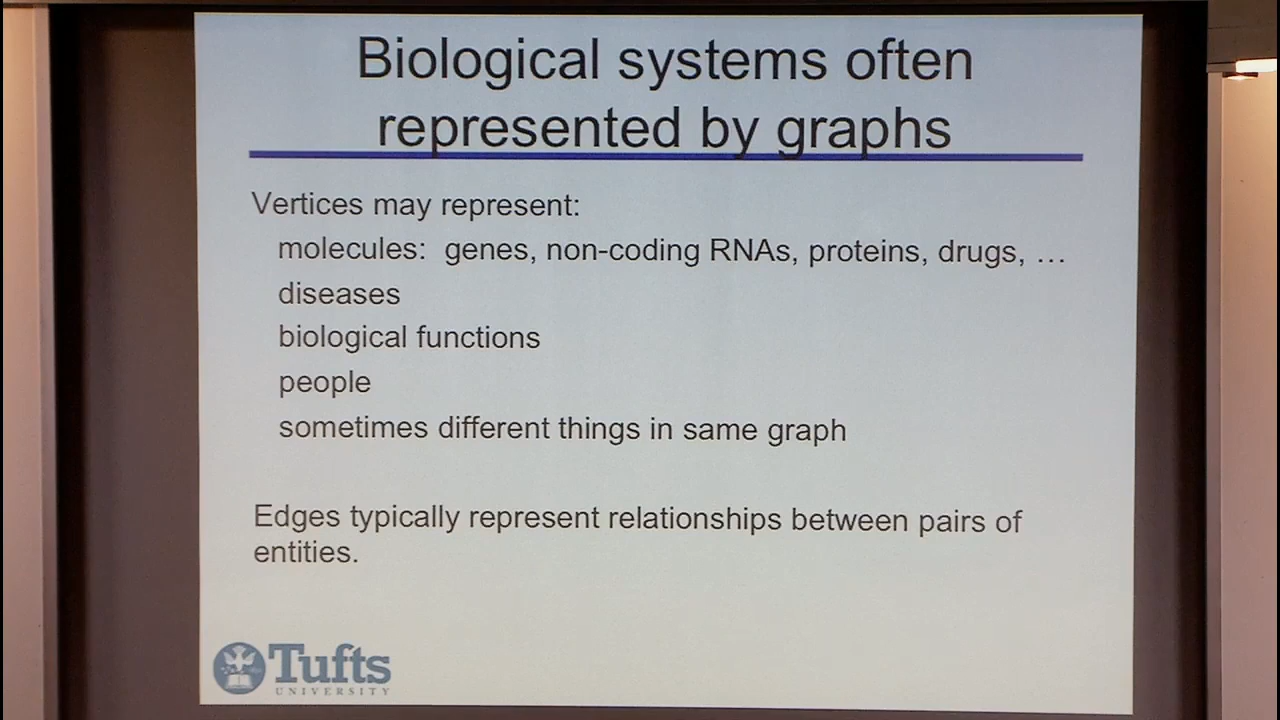 Biological systems often
represented by graphs
Vertices may represent:
molecules: genes, non-coding RNAs, proteins, drugs, …
diseases
biological functions
people
sometimes different things in same graph
Edges typically represent relationships between pairs of
entities.
Tufts
UNIVERSITY